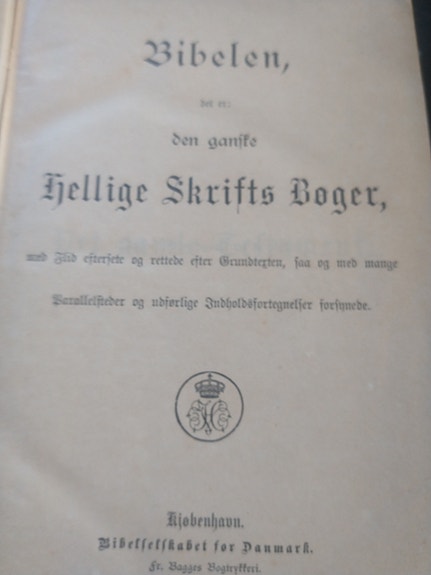 Bibelen,
det er:
den ganske
Hellige Skrifts Bøger,
med Flid eftersete og rettede efter Grundtexten, saa og med mange
Parallelsteder og udførlige Indholdsfortegnelser forsynede.
Kjøbenhavn.
Bibelselskabet for Danmark.
Fr. Bagges Bogtrykkeri.